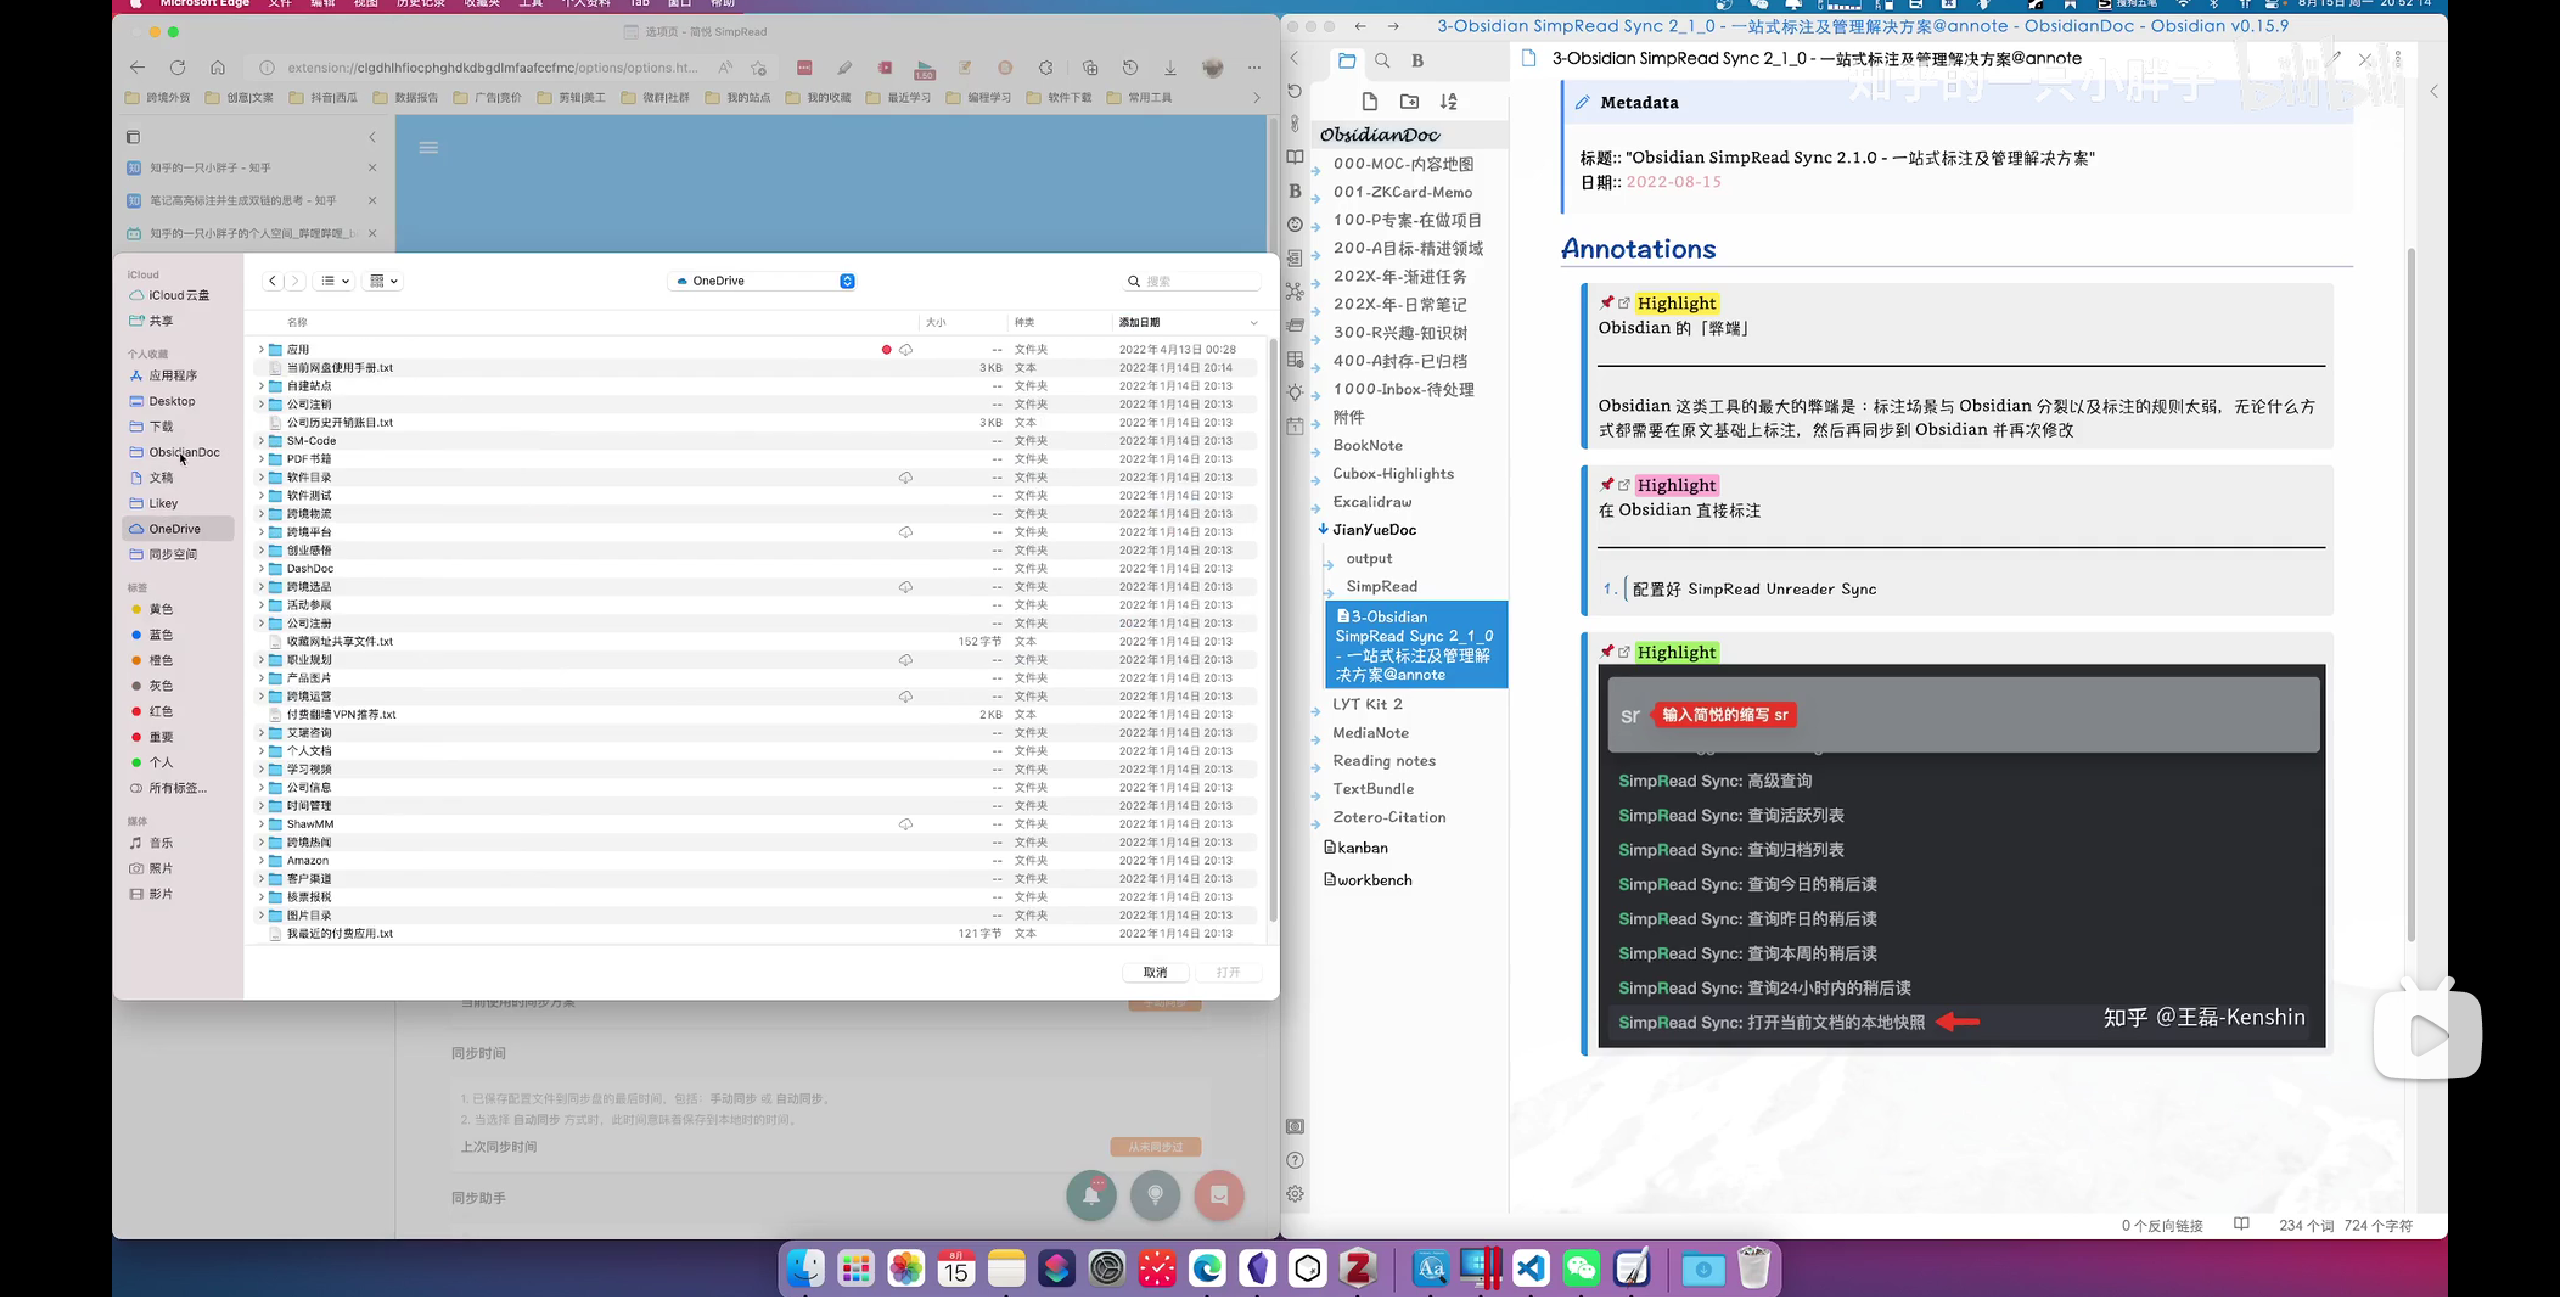 Microsoft Edge 文件 编辑 视图 历史记录 收藏夹 工具 个人资料 Tab 窗口 帮助
8月15日 周一 20:52:14
选项页 - 简悦 SimpRead
extension://clgdhlhfiocphghdkdbgdlmfaafccfmc/options/options.ht...
1.50
跨境外贸 创意|文案 抖音|西瓜 数据报告 广告|竞价 剪辑|美工 微群|社群 我的站点 我的收藏 最近学习 编程学习 软件下载 常用工具
知乎的一只小胖子 - 知乎
笔记高亮标注并生成双链的思考 - 知乎
知乎的一只小胖子的个人空间_哔哩哔哩_b
iCloud
iCloud云盘
共享
个人收藏
应用程序
Desktop
下载
ObsidianDoc
文稿
Likey
OneDrive
同步空间
标签
黄色
蓝色
橙色
灰色
红色
重要
个人
所有标签...
媒体
音乐
照片
影片
OneDrive
搜索
名称 大小 种类 添加日期
应用 -- 文件夹 2022年4月13日 00:28
当前网盘使用手册.txt 3 KB 文本 2022年1月14日 20:14
自建站点 -- 文件夹 2022年1月14日 20:13
公司注销 -- 文件夹 2022年1月14日 20:13
公司历史开销账目.txt 3 KB 文本 2022年1月14日 20:13
SM-Code -- 文件夹 2022年1月14日 20:13
PDF书籍 -- 文件夹 2022年1月14日 20:13
软件目录 -- 文件夹 2022年1月14日 20:13
软件测试 -- 文件夹 2022年1月14日 20:13
跨境物流 -- 文件夹 2022年1月14日 20:13
跨境平台 -- 文件夹 2022年1月14日 20:13
创业感悟 -- 文件夹 2022年1月14日 20:13
DashDoc -- 文件夹 2022年1月14日 20:13
跨境选品 -- 文件夹 2022年1月14日 20:13
活动参展 -- 文件夹 2022年1月14日 20:13
公司注册 -- 文件夹 2022年1月14日 20:13
收藏网址共享文件.txt 152字节 文本 2022年1月14日 20:13
职业规划 -- 文件夹 2022年1月14日 20:13
产品图片 -- 文件夹 2022年1月14日 20:13
跨境运营 -- 文件夹 2022年1月14日 20:13
付费翻墙VPN推荐.txt 2 KB 文本 2022年1月14日 20:13
艾瑞咨询 -- 文件夹 2022年1月14日 20:13
个人文档 -- 文件夹 2022年1月14日 20:13
学习视频 -- 文件夹 2022年1月14日 20:13
公司信息 -- 文件夹 2022年1月14日 20:13
时间管理 -- 文件夹 2022年1月14日 20:13
ShawMM -- 文件夹 2022年1月14日 20:13
跨境热闻 -- 文件夹 2022年1月14日 20:13
Amazon -- 文件夹 2022年1月14日 20:13
客户渠道 -- 文件夹 2022年1月14日 20:13
核票报税 -- 文件夹 2022年1月14日 20:13
图片目录 -- 文件夹 2022年1月14日 20:13
我最近的付费应用.txt 121字节 文本 2022年1月14日 20:13
取消 打开
当前使用的同步方案 手动同步
同步时间
1. 已保存配置文件到同步盘的最后时间，包括：手动同步 或 自动同步。
2. 当选择 自动同步 方式时，此时间意味着保存到本地时的时间。
上次同步时间 从未同步过
同步助手
3-Obsidian SimpRead Sync 2_1_0 - 一站式标注及管理解决方案@annote - ObsidianDoc - Obsidian v0.15.9
3-Obsidian SimpRead Sync 2_1_0 - 一站式标注及管理解决方案@annote
知乎的一只小胖子 bilibili
ObsidianDoc
000-MOC-内容地图
001-ZKCard-Memo
100-P专案-在做项目
200-A目标-精进领域
202X-年-渐进任务
202X-年-日常笔记
300-R兴趣-知识树
400-A封存-已归档
1000-Inbox-待处理
附件
BookNote
Cubox-Highlights
Excalidraw
JianYueDoc
output
SimpRead
3-Obsidian
SimpRead Sync 2_1_0
- 一站式标注及管理解
决方案@annote
LYT Kit 2
MediaNote
Reading notes
TextBundle
Zotero-Citation
kanban
workbench
Metadata
标题:: "Obsidian SimpRead Sync 2.1.0 - 一站式标注及管理解决方案"
日期:: 2022-08-15
Annotations
Highlight
Obisdian 的「弊端」
Obsidian 这类工具的最大的弊端是：标注场景与 Obsidian 分裂以及标注的规则太弱，无论什么方
式都需要在原文基础上标注，然后再同步到 Obsidian 并再次修改
Highlight
在 Obsidian 直接标注
1. 配置好 SimpRead Unreader Sync
Highlight
sr 输入简悦的缩写 sr
SimpRead Sync: 高级查询
SimpRead Sync: 查询活跃列表
SimpRead Sync: 查询归档列表
SimpRead Sync: 查询今日的稍后读
SimpRead Sync: 查询昨日的稍后读
SimpRead Sync: 查询本周的稍后读
SimpRead Sync: 查询24小时内的稍后读
SimpRead Sync: 打开当前文档的本地快照
知乎 @王磊-Kenshin
0 个反向链接 234 个词 724 个字符
8月
15